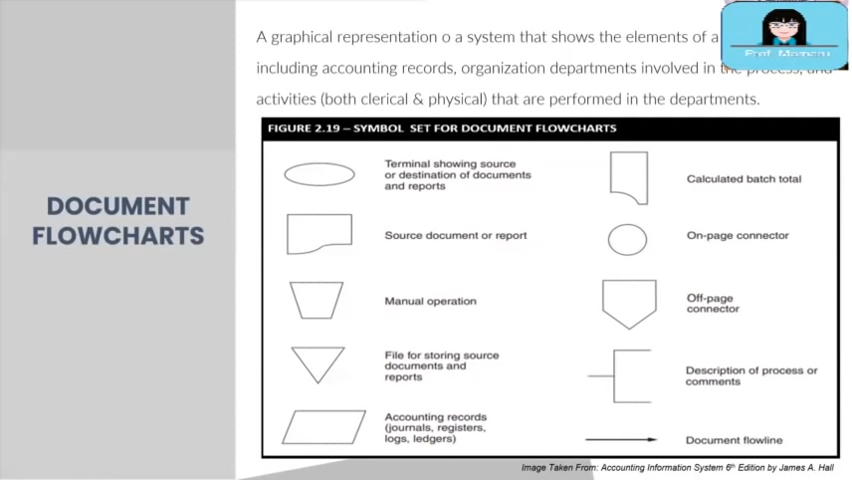 A graphical representation o a system that shows the elements of a
including accounting records, organization departments involved in the process, and
activities (both clerical & physical) that are performed in the departments.
DOCUMENT
FLOWCHARTS
FIGURE 2.19 – SYMBOL SET FOR DOCUMENT FLOWCHARTS
Terminal showing source
or destination of documents
and reports
Source document or report
Manual operation
File for storing source
documents and
reports
Accounting records
(journals, registers,
logs, ledgers)
Calculated batch total
On-page connector
Off-page
connector
Description of process or
comments
Document flowline
Image Taken From: Accounting Information System 6th Edition by James A. Hall